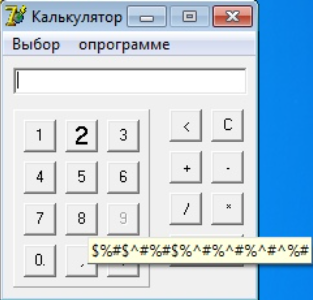 Калькулятор
Выбор опрограмме
1 2 3 < C
4 5 6 + -
7 8 9 / *
$%#$^#%#$%^#%^#%^#^%#
0. ,